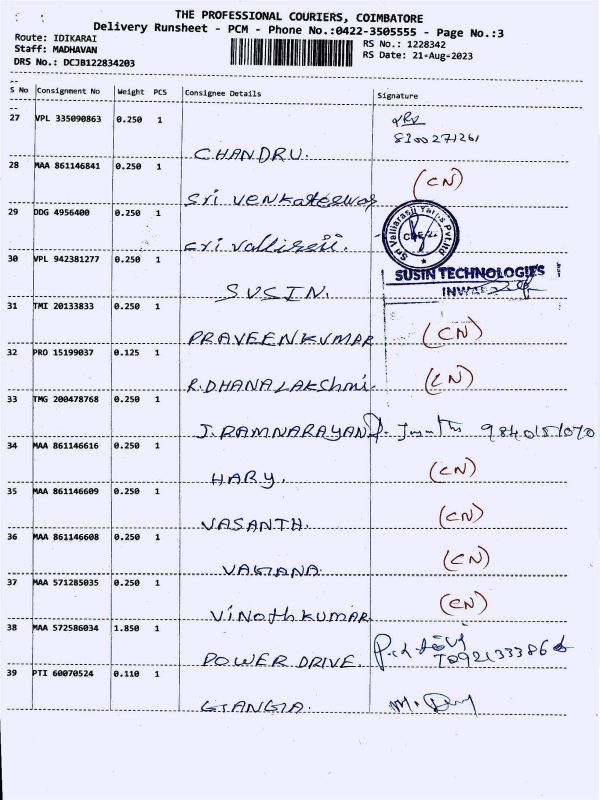 THE PROFESSIONAL COURIERS, COIMBATORE
Delivery Runsheet - PCM - Phone No.:0422-3505555 - Page No.:3
Route: IDIKARAI
Staff: MADHAVAN
DRS No.: DCJB122834203
RS No.: 1228342
RS Date: 21-Aug-2023
S No Consignment No Weight PCS Consignee Details Signature
27 VPL 335090863 0.250 1
8300271261
CHANDRU.
28 MAA 861146841 0.250 1
(CN)
Sri Venkateswar
29 DDG 4956400 0.250 1
Sri Valliarasi Yarns Pvt Ltd
30 VPL 942381277 0.250 1
SUSIN TECHNOLOGIES
INWARD
SUSIN.
31 TMI 20133833 0.250 1
PRAVEENKUMAR (CN)
32 PRO 15199037 0.125 1
R.DHANALAKSHMI. (CN)
33 TMG 200478768 0.250 1
J.RAMNARAYAN 9840151070
34 MAA 861146616 0.250 1
HARY. (CN)
35 MAA 861146609 0.250 1
VASANTH. (CN)
36 MAA 861146608 0.250 1
(CN)
37 MAA 571285035 0.250 1
VinothKUMAR (CN)
38 MAA 572586034 1.850 1
POWER DRIVE.
39 PTI 60070524 0.110 1
GANGA.